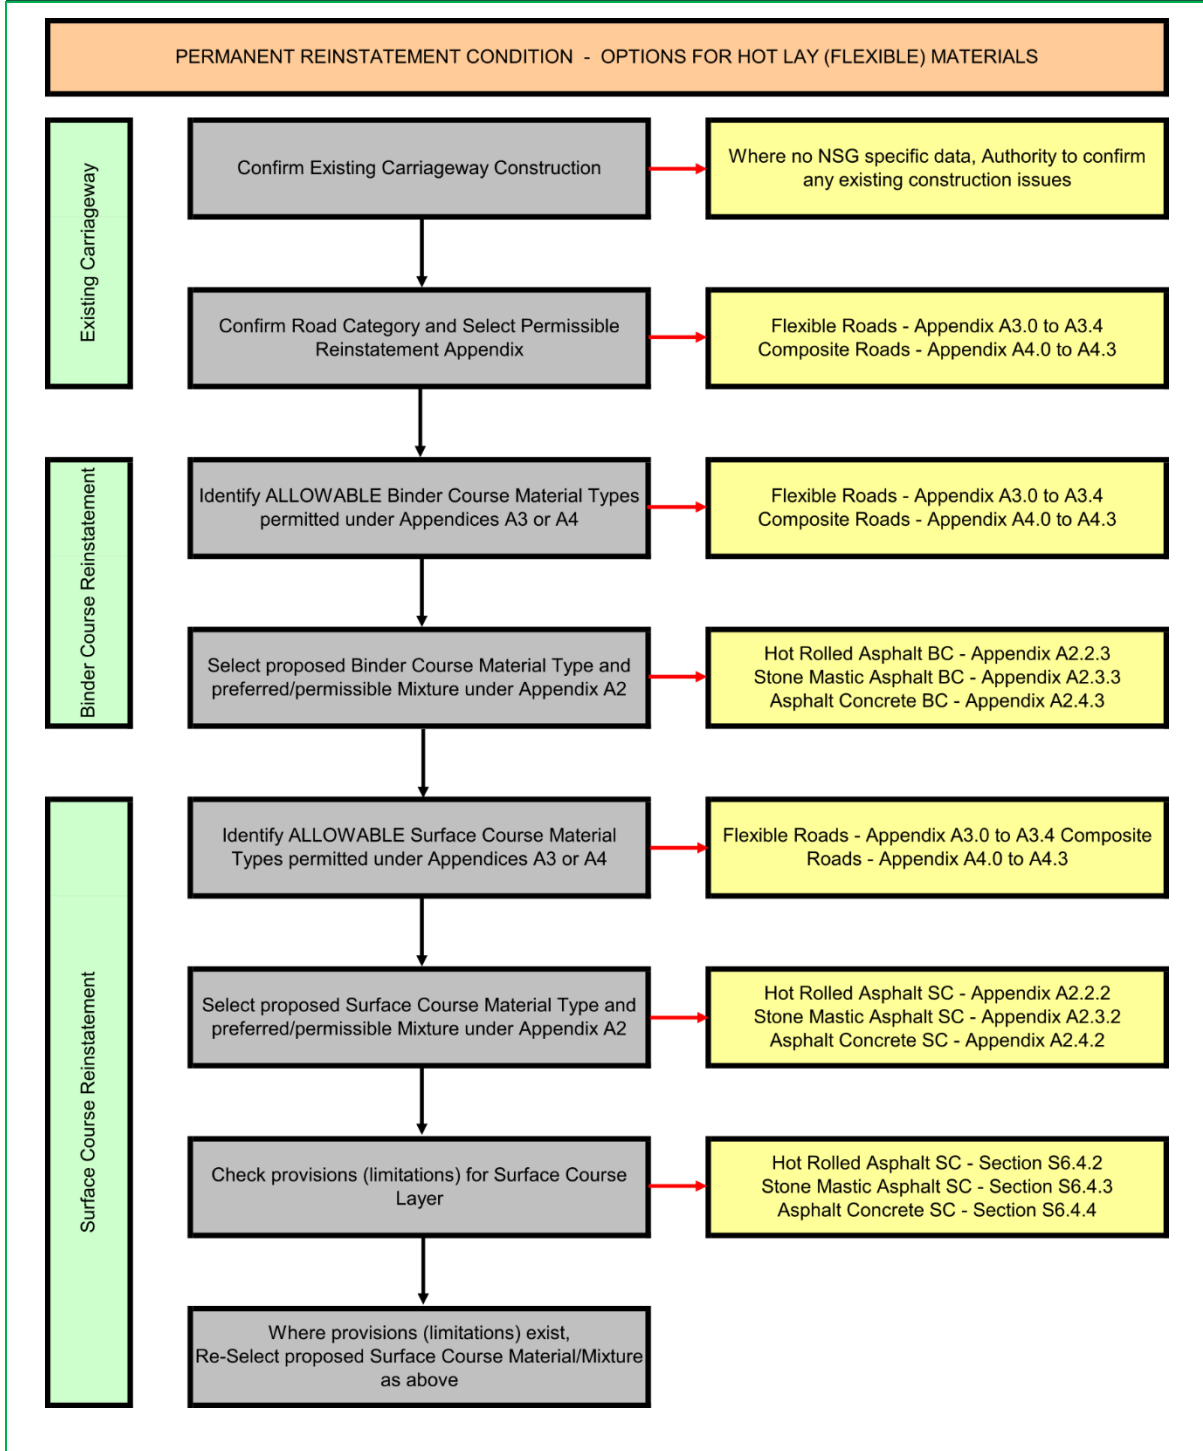 PERMANENT REINSTATEMENT CONDITION - OPTIONS FOR HOT LAY (FLEXIBLE) MATERIALS
Existing Carriageway
Confirm Existing Carriageway Construction
Where no NSG specific data, Authority to confirm
any existing construction issues
Confirm Road Category and Select Permissible
Reinstatement Appendix
Flexible Roads - Appendix A3.0 to A3.4
Composite Roads - Appendix A4.0 to A4.3
Binder Course Reinstatement
Identify ALLOWABLE Binder Course Material Types
permitted under Appendices A3 or A4
Flexible Roads - Appendix A3.0 to A3.4
Composite Roads - Appendix A4.0 to A4.3
Select proposed Binder Course Material Type and
preferred/permissible Mixture under Appendix A2
Hot Rolled Asphalt BC - Appendix A2.2.3
Stone Mastic Asphalt BC - Appendix A2.3.3
Asphalt Concrete BC - Appendix A2.4.3
Surface Course Reinstatement
Identify ALLOWABLE Surface Course Material
Types permitted under Appendices A3 or A4
Flexible Roads - Appendix A3.0 to A3.4 Composite
Roads - Appendix A4.0 to A4.3
Select proposed Surface Course Material Type and
preferred/permissible Mixture under Appendix A2
Hot Rolled Asphalt SC - Appendix A2.2.2
Stone Mastic Asphalt SC - Appendix A2.3.2
Asphalt Concrete SC - Appendix A2.4.2
Check provisions (limitations) for Surface Course
Layer
Hot Rolled Asphalt SC - Section S6.4.2
Stone Mastic Asphalt SC - Section S6.4.3
Asphalt Concrete SC - Section S6.4.4
Where provisions (limitations) exist,
Re-Select proposed Surface Course Material/Mixture
as above